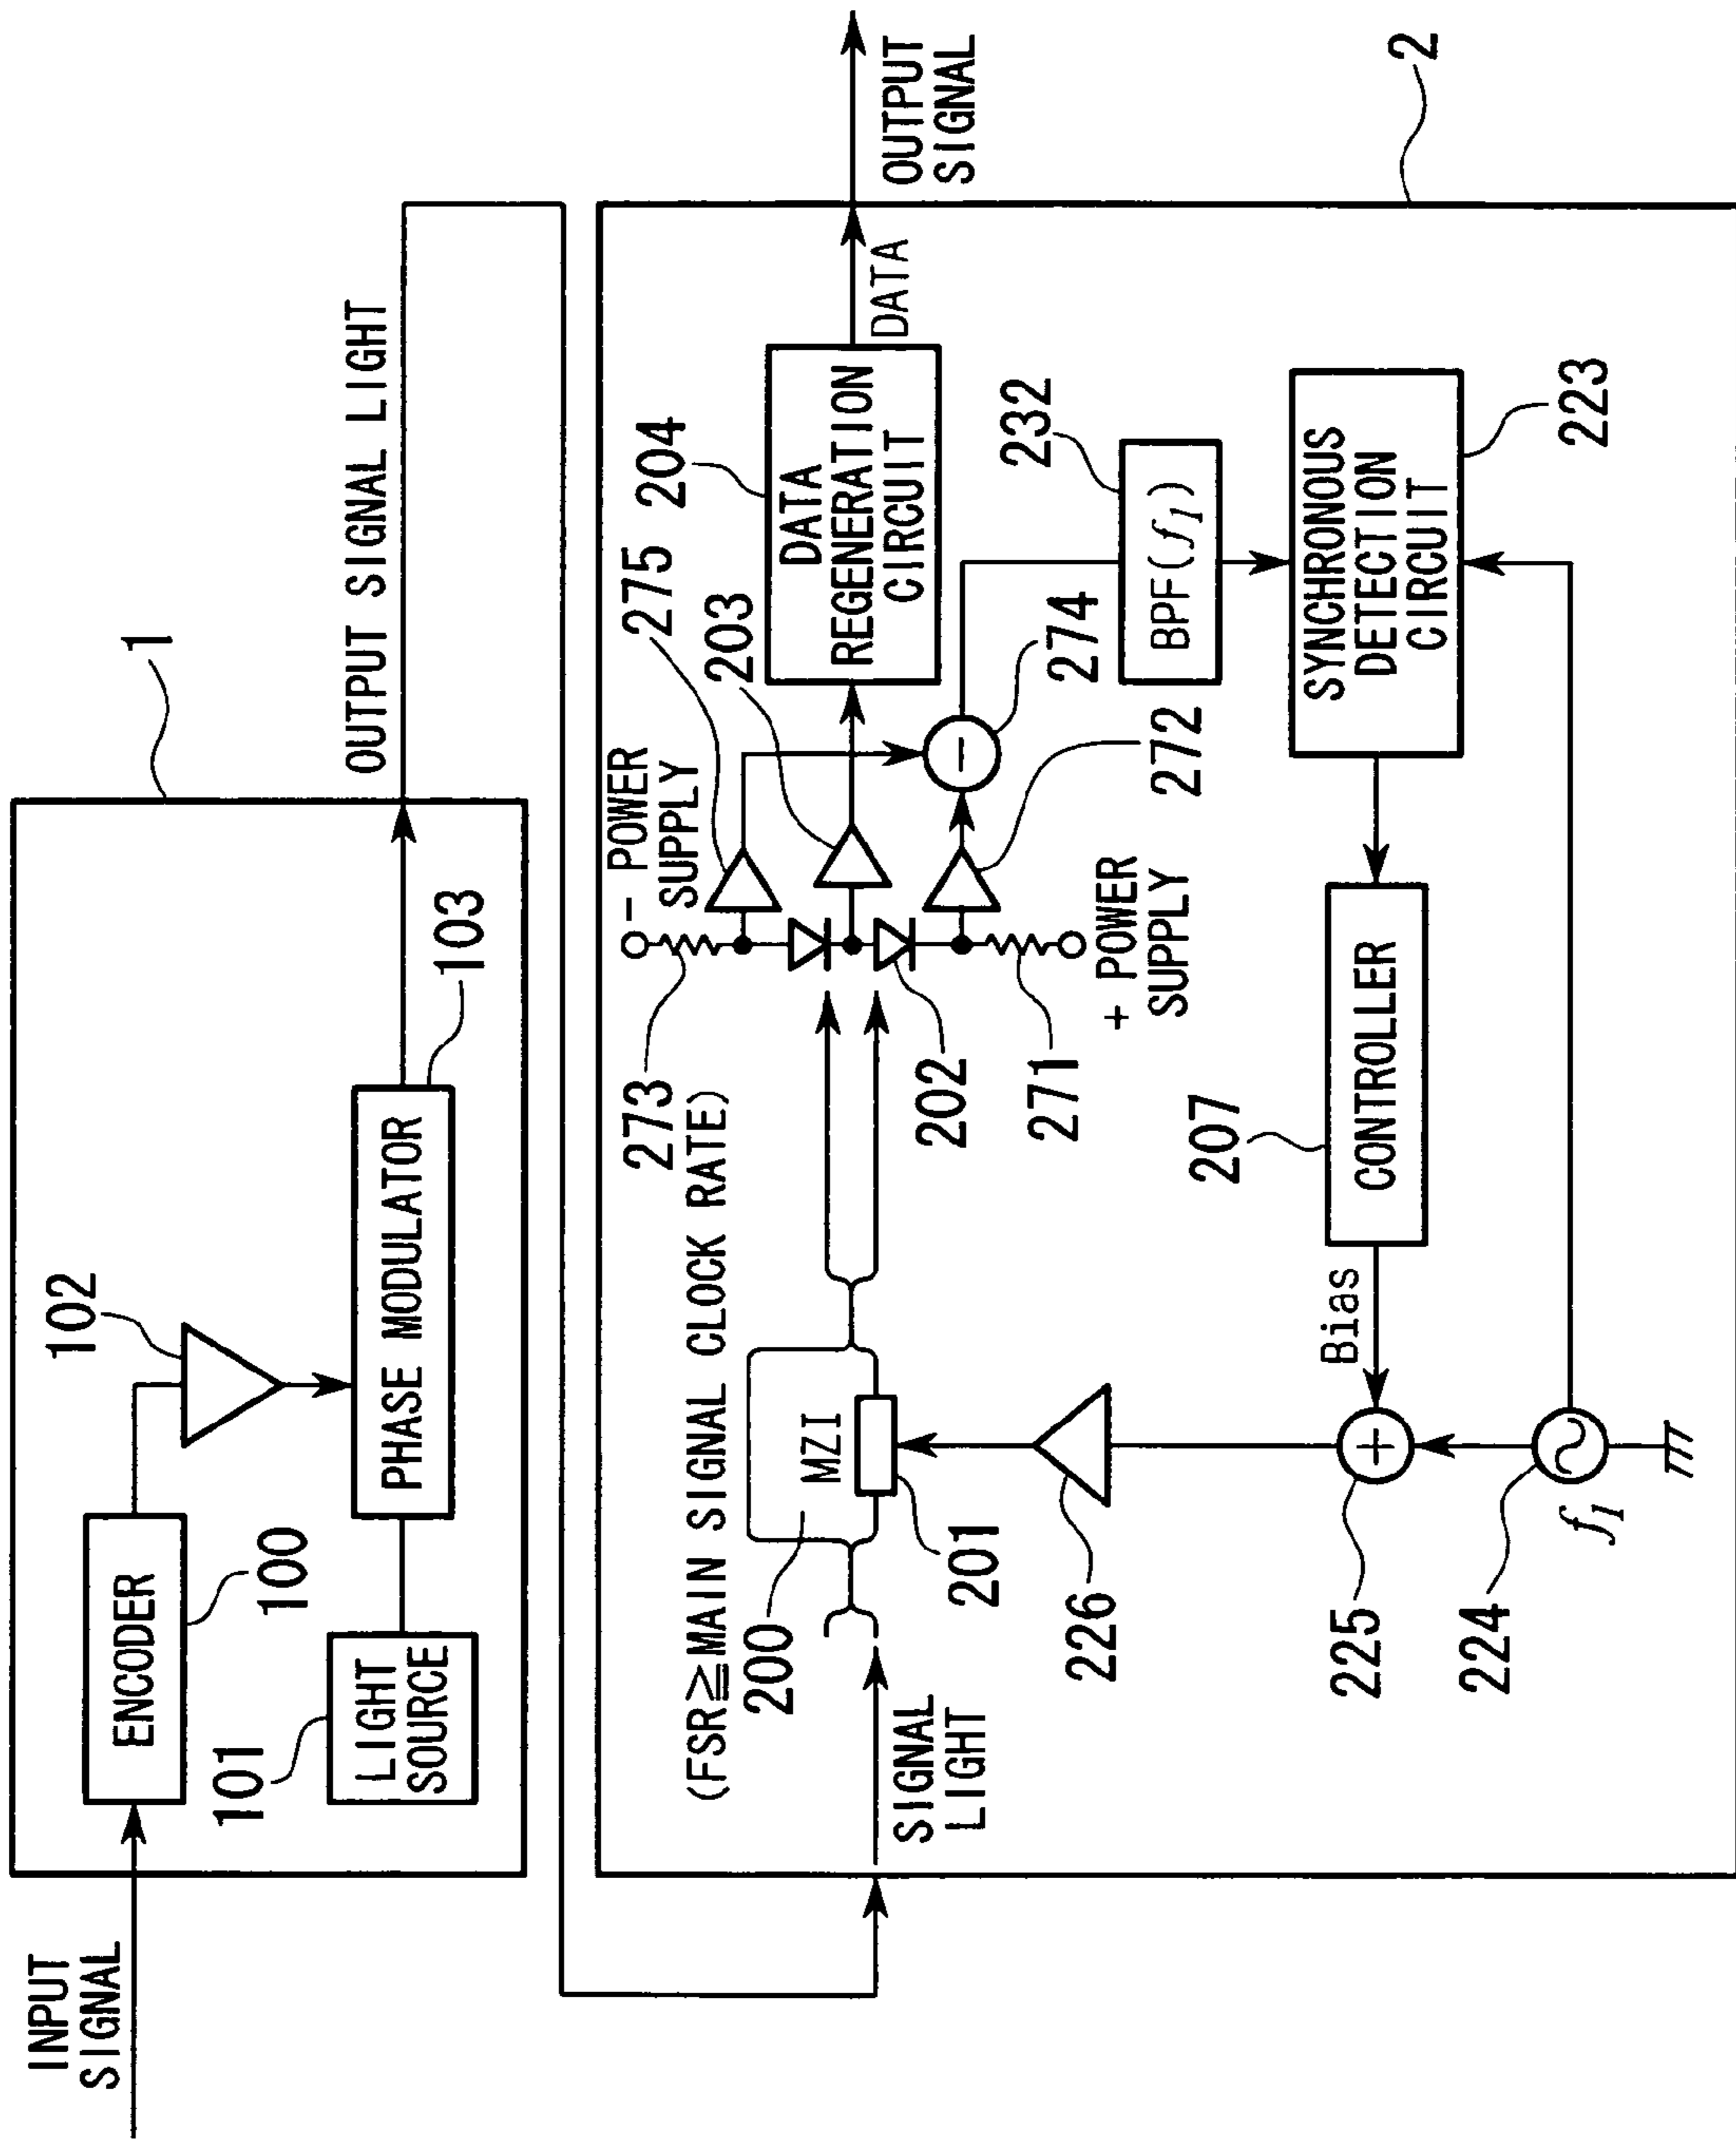 INPUT
SIGNAL
1
ENCODER
100
102
101
LIGHT
SOURCE
PHASE MODULATOR
103
OUTPUT SIGNAL LIGHT
2
(FSR≧MAIN SIGNAL CLOCK RATE)
200
MZI
201
SIGNAL
LIGHT
226
273
− POWER
SUPPLY
275
203
204
DATA
REGENERATION
CIRCUIT
DATA
OUTPUT
SIGNAL
202
271
+ POWER
SUPPLY
272
274
232
BPF(f1)
SYNCHRONOUS
DETECTION
CIRCUIT
223
207
CONTROLLER
Bias
+
−
225
224
f1